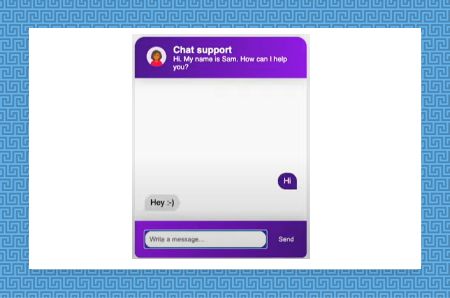 Chat support
Hi. My name is Sam. How can I help
you?
Hi
Hey :-)
Write a message...
Send